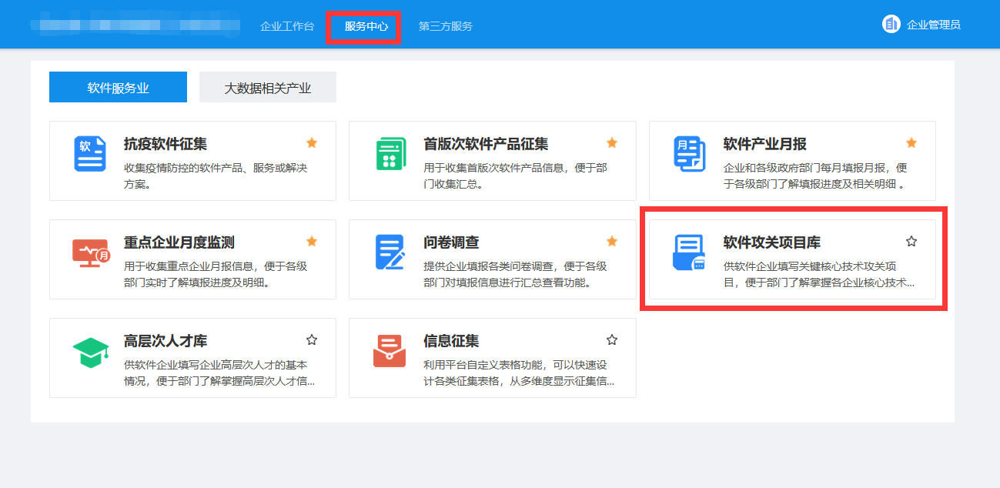 企业工作台
服务中心
第三方服务
企业管理员
软件服务业
大数据相关产业
软
抗疫软件征集
收集疫情防控的软件产品、服务或解决
方案。
首版次软件产品征集
用于收集首版次软件产品信息，便于部
门收集汇总。
月
软件产业月报
企业和各级政府部门每月填报月报，便
于各级部门了解填报进度及相关明细 。
月
重点企业月度监测
用于收集重点企业月报信息，便于各级
部门实时了解填报进度及明细。
问卷调查
提供企业填报各类问卷调查，便于各级
部门对填报信息进行汇总查看功能。
软件攻关项目库
供软件企业填写关键核心技术攻关项
目，便于部门了解掌握各企业核心技术...
高层次人才库
供软件企业填写企业高层次人才的基本
情况，便于部门了解掌握高层次人才信...
信息征集
利用平台自定义表格功能，可以快速设
计各类征集表格，从多维度显示征集信...